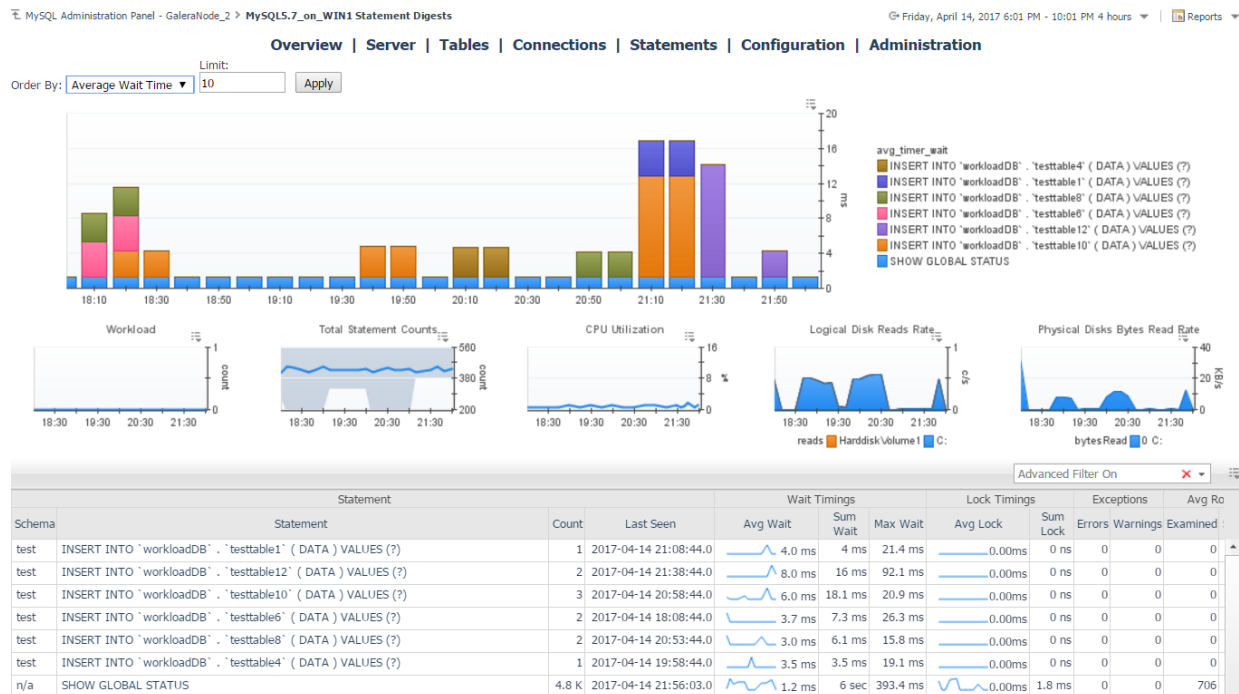 MySQL Administration Panel - GaleraNode_2 > MySQL5.7_on_WIN1 Statement Digests
Friday, April 14, 2017 6:01 PM - 10:01 PM 4 hours | Reports
Overview | Server | Tables | Connections | Statements | Configuration | Administration
Limit:
Order By: Average Wait Time 10 Apply
20
16
12
8
4
0
ms
18:10 18:30 18:50 19:10 19:30 19:50 20:10 20:30 20:50 21:10 21:30 21:50
avg_timer_wait
INSERT INTO `workloadDB` . `testtable4` ( DATA ) VALUES (?)
INSERT INTO `workloadDB` . `testtable1` ( DATA ) VALUES (?)
INSERT INTO `workloadDB` . `testtable8` ( DATA ) VALUES (?)
INSERT INTO `workloadDB` . `testtable6` ( DATA ) VALUES (?)
INSERT INTO `workloadDB` . `testtable12` ( DATA ) VALUES (?)
INSERT INTO `workloadDB` . `testtable10` ( DATA ) VALUES (?)
SHOW GLOBAL STATUS
Workload
1
0
count
18:30 19:30 20:30 21:30
Total Statement Counts
560
380
200
count
18:30 19:30 20:30 21:30
CPU Utilization
16
8
0
%
18:30 19:30 20:30 21:30
Logical Disk Reads Rate
1
0
c/s
18:30 19:30 20:30 21:30
reads HarddiskVolume1 C:
Physical Disks Bytes Read Rate
40
20
0
KB/s
18:30 19:30 20:30 21:30
bytesRead 0 C:
Advanced Filter On
Statement Wait Timings Lock Timings Exceptions Avg Ro
Schema Statement Count Last Seen Avg Wait Sum Wait Max Wait Avg Lock Sum Lock Errors Warnings Examined
test INSERT INTO `workloadDB` . `testtable1` ( DATA ) VALUES (?) 1 2017-04-14 21:08:44.0 4.0 ms 4 ms 21.4 ms 0.00ms 0 ns 0 0 0
test INSERT INTO `workloadDB` . `testtable12` ( DATA ) VALUES (?) 2 2017-04-14 21:38:44.0 8.0 ms 16 ms 92.1 ms 0.00ms 0 ns 0 0 0
test INSERT INTO `workloadDB` . `testtable10` ( DATA ) VALUES (?) 3 2017-04-14 20:58:44.0 6.0 ms 18.1 ms 20.9 ms 0.00ms 0 ns 0 0 0
test INSERT INTO `workloadDB` . `testtable6` ( DATA ) VALUES (?) 2 2017-04-14 18:08:44.0 3.7 ms 7.3 ms 26.3 ms 0.00ms 0 ns 0 0 0
test INSERT INTO `workloadDB` . `testtable8` ( DATA ) VALUES (?) 2 2017-04-14 20:53:44.0 3.0 ms 6.1 ms 15.8 ms 0.00ms 0 ns 0 0 0
test INSERT INTO `workloadDB` . `testtable4` ( DATA ) VALUES (?) 1 2017-04-14 19:58:44.0 3.5 ms 3.5 ms 19.1 ms 0.00ms 0 ns 0 0 0
n/a SHOW GLOBAL STATUS 4.8 K 2017-04-14 21:56:03.0 1.2 ms 6 sec 393.4 ms 0.00ms 1.8 ms 0 0 706